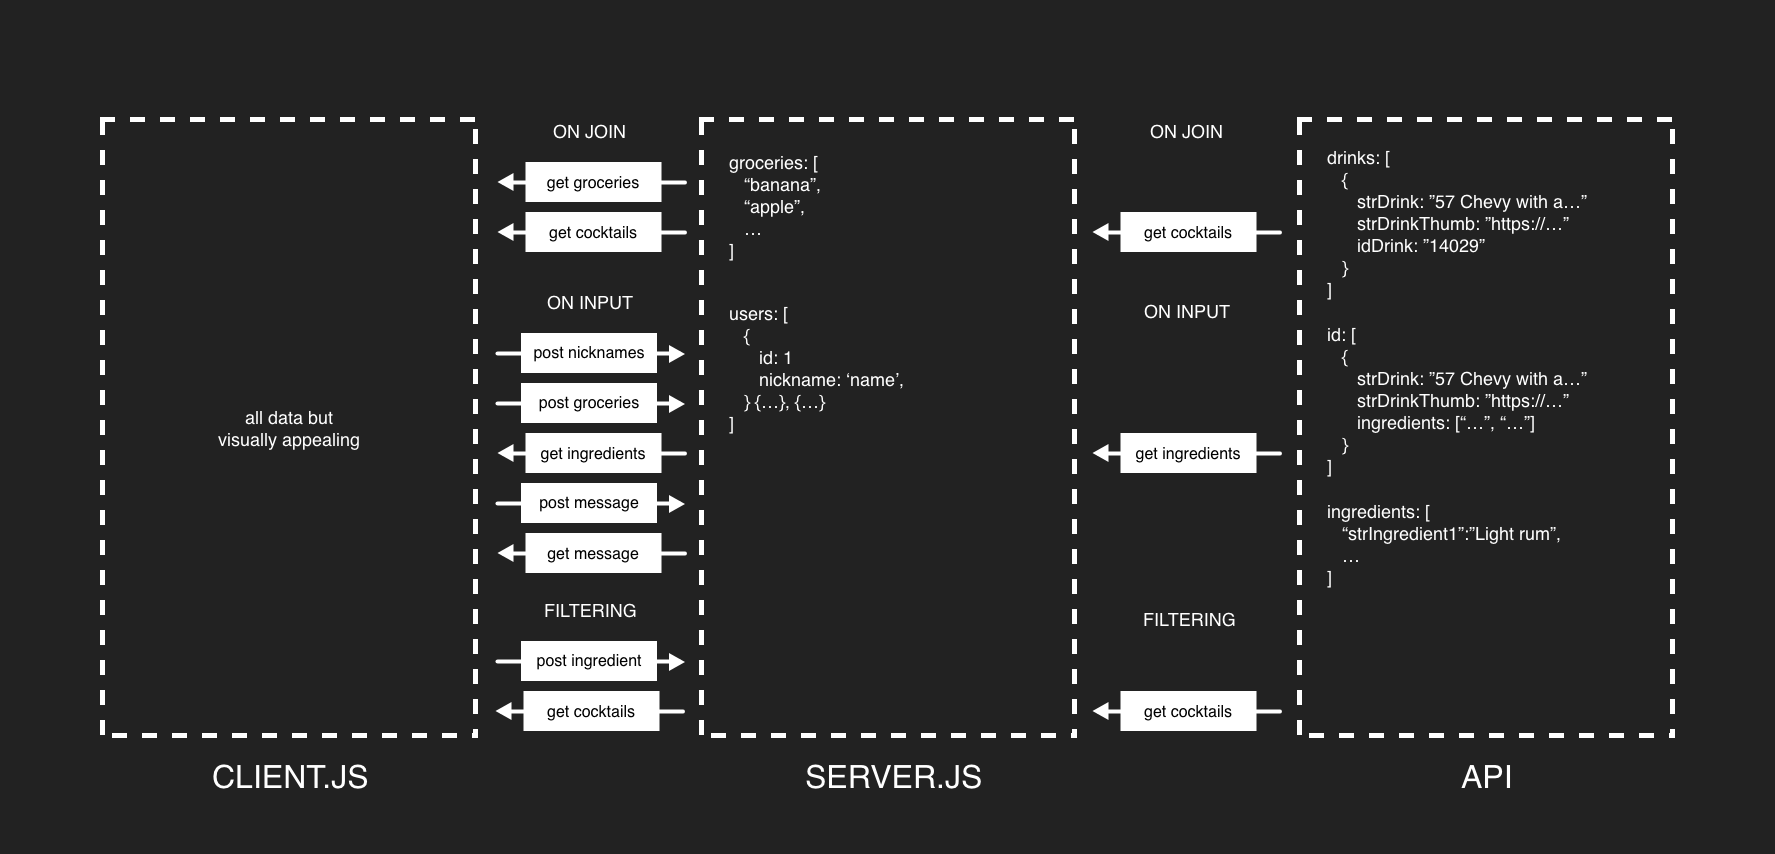 all data but
visually appealing
CLIENT.JS
ON JOIN
get groceries
get cocktails
ON INPUT
post nicknames
post groceries
get ingredients
post message
get message
FILTERING
post ingredient
get cocktails
groceries: [
“banana”,
“apple”,
…
]
users: [
{
id: 1
nickname: ‘name’,
} {…}, {…}
]
SERVER.JS
ON JOIN
get cocktails
ON INPUT
get ingredients
FILTERING
get cocktails
drinks: [
{
strDrink: ”57 Chevy with a…”
strDrinkThumb: ”https://…”
idDrink: ”14029”
}
]
id: [
{
strDrink: ”57 Chevy with a…”
strDrinkThumb: ”https://…”
ingredients: [“…”, “…”]
}
]
ingredients: [
“strIngredient1”:”Light rum”,
…
]
API